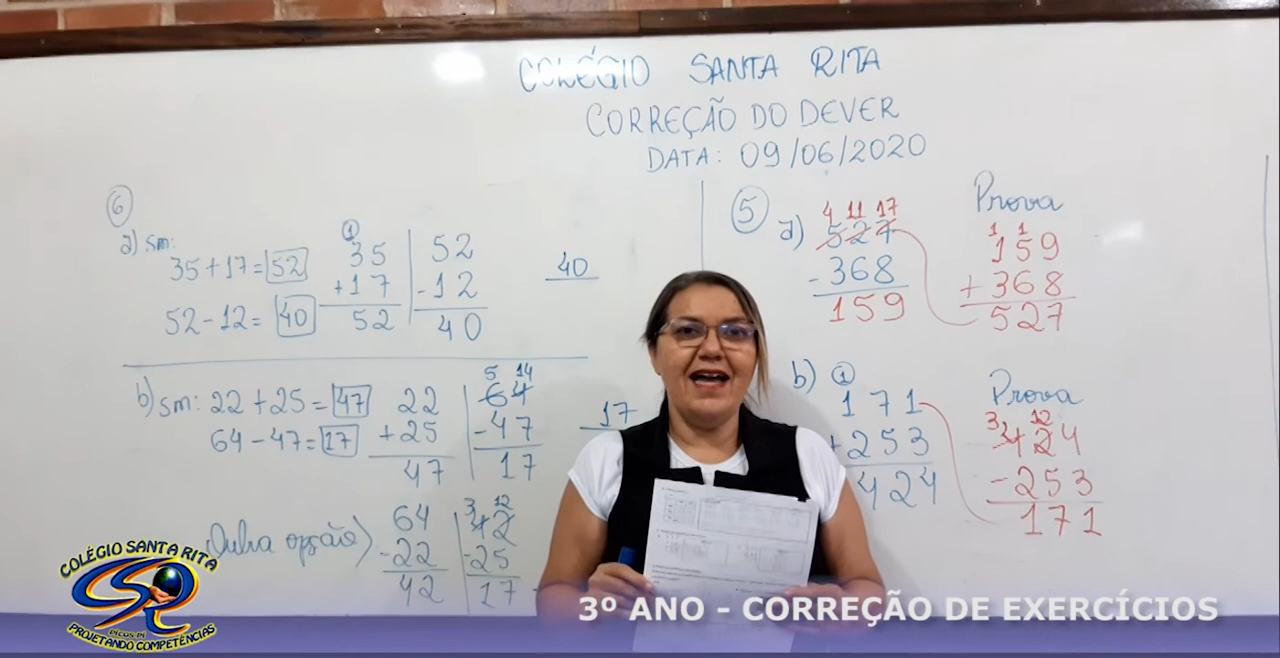 COLÉGIO SANTA RITA
CORREÇÃO DO DEVER
DATA: 09/06/2020
6
a) Sm:
35+17=52
52-12=40
1
35
+17
52
52
-12
40
40
b) Sm: 22+25=47
64-47=17
22
+25
47
5 14
64
-47
17
17
Outra opção
64
-22
42
3 12
42
-25
17
5
a)
4 11 17
527
-368
159
Prova
1 1
159
+368
527
b)
1
171
+253
424
Prova
3 12
424
-253
171
COLÉGIO SANTA RITA
PICOS-PI
PROJETANDO COMPETÊNCIAS
3º ANO - CORREÇÃO DE EXERCÍCIOS